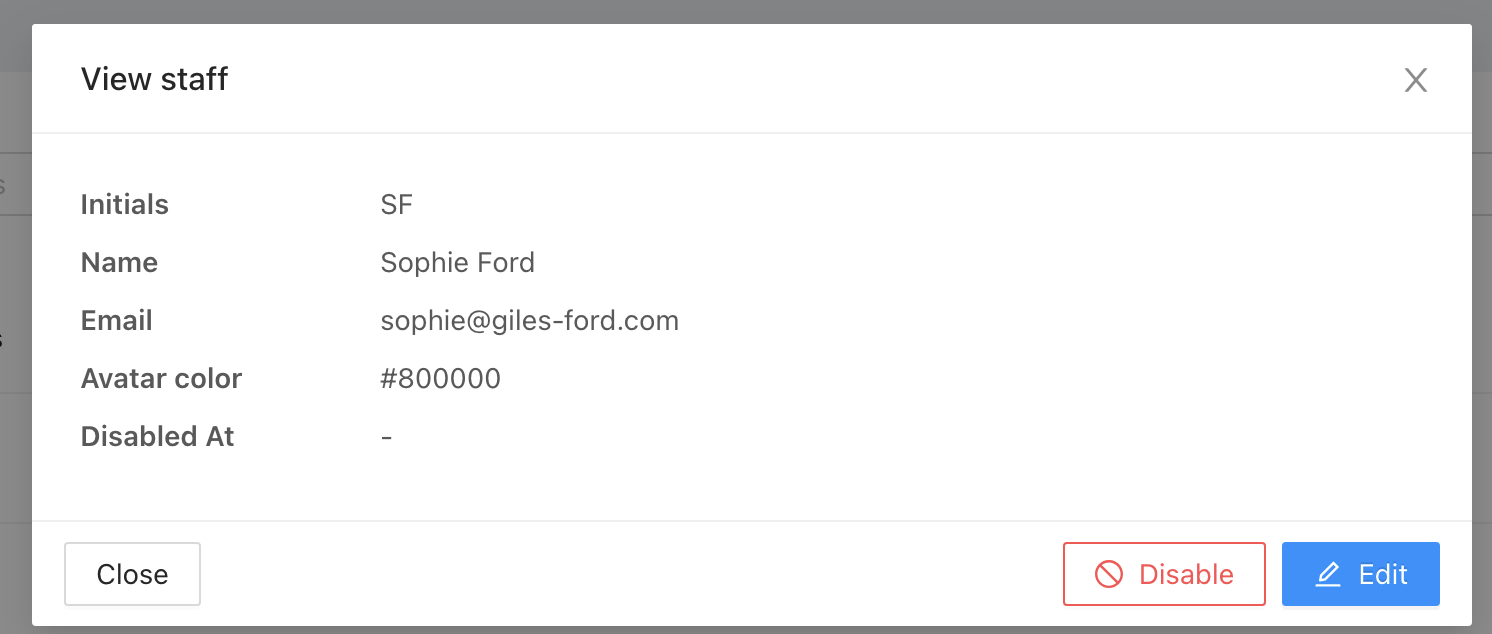 View staff
Initials SF
Name Sophie Ford
Email sophie@giles-ford.com
Avatar color #800000
Disabled At -
Close Disable Edit